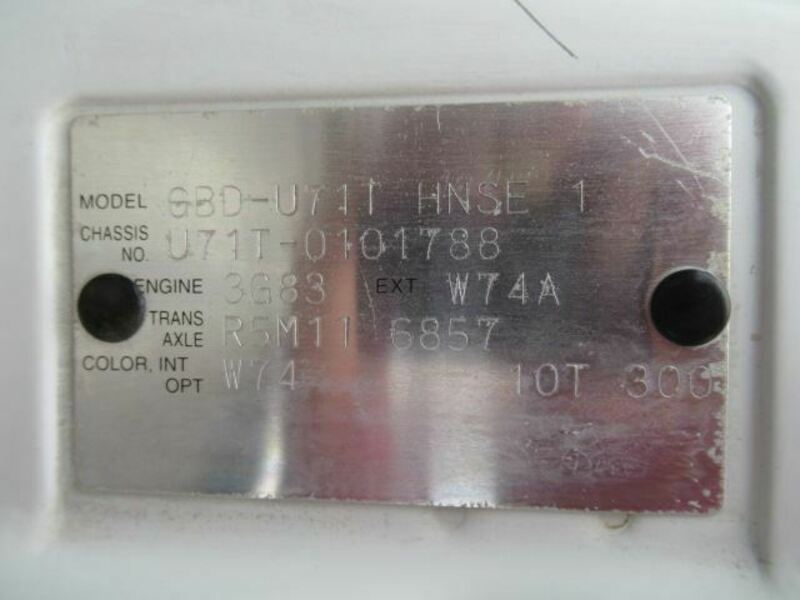 MODEL GBD-U71T HNSE 1
CHASSIS NO. U71T-0101788
ENGINE 3G83 EXT W74A
TRANS AXLE R5M11 6857
COLOR, INT OPT W74 10T 300